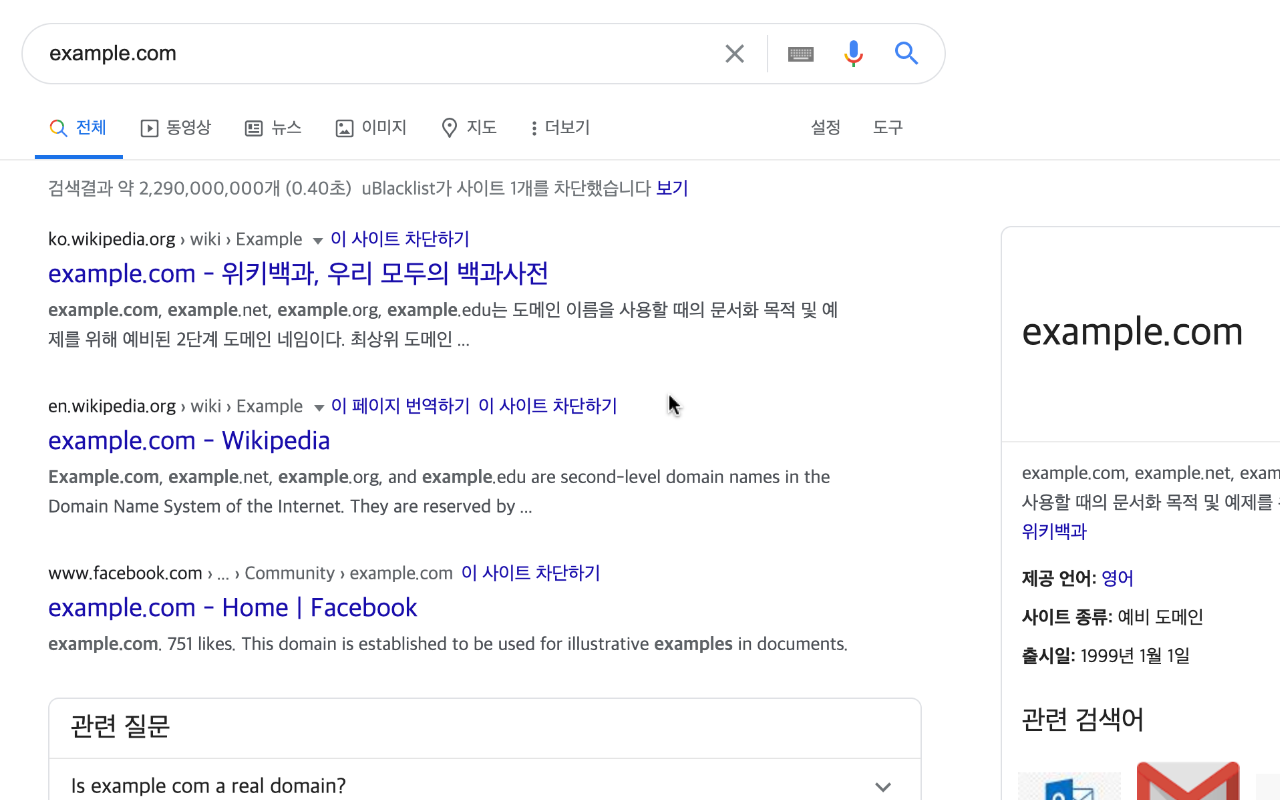 example.com
전체 동영상 뉴스 이미지 지도 더보기 설정 도구
검색결과 약 2,290,000,000개 (0.40초) uBlacklist가 사이트 1개를 차단했습니다 보기
ko.wikipedia.org › wiki › Example 이 사이트 차단하기
example.com - 위키백과, 우리 모두의 백과사전
example.com, example.net, example.org, example.edu는 도메인 이름을 사용할 때의 문서화 목적 및 예
제를 위해 예비된 2단계 도메인 네임이다. 최상위 도메인 ...
en.wikipedia.org › wiki › Example 이 페이지 번역하기 이 사이트 차단하기
example.com - Wikipedia
Example.com, example.net, example.org, and example.edu are second-level domain names in the
Domain Name System of the Internet. They are reserved by ...
www.facebook.com › ... › Community › example.com 이 사이트 차단하기
example.com - Home | Facebook
example.com. 751 likes. This domain is established to be used for illustrative examples in documents.
관련 질문
Is example com a real domain?
example.com
example.com, example.net, exam
사용할 때의 문서화 목적 및 예제를
위키백과
제공 언어: 영어
사이트 종류: 예비 도메인
출시일: 1999년 1월 1일
관련 검색어